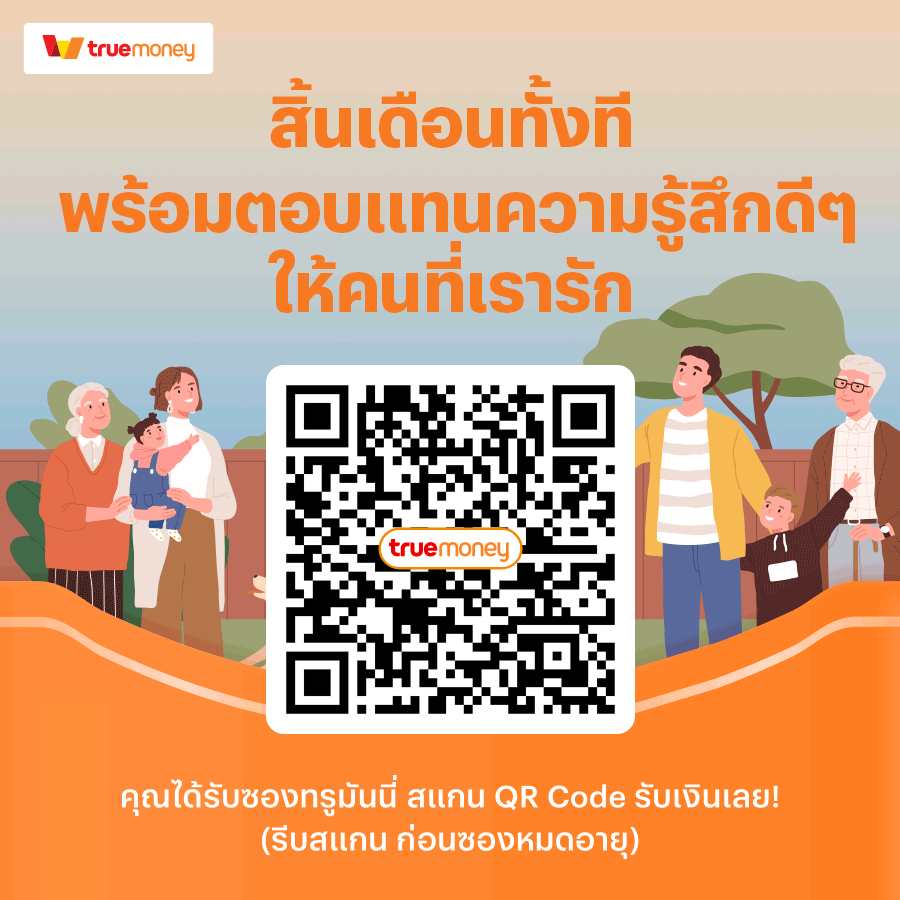 truemoney
สิ้นเดือนทั้งที
พร้อมตอบแทนความรู้สึกดีๆ
ให้คนที่เรารัก
truemoney
คุณได้รับซองทรูมันนี่ สแกน QR Code รับเงินเลย!
(รีบสแกน ก่อนซองหมดอายุ)